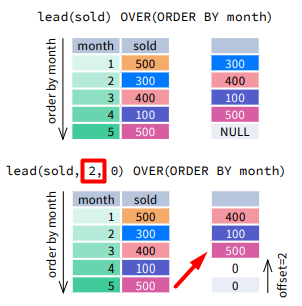 lead(sold) OVER(ORDER BY month)
order by month
month sold
1 500 300
2 300 400
3 400 100
4 100 500
5 500 NULL
lead(sold, 2, 0) OVER(ORDER BY month)
order by month
month sold
1 500 400
2 300 100
3 400 500
4 100 0
5 500 0
offset=2